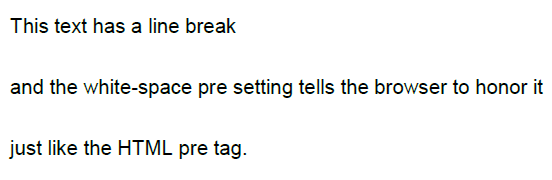 This text has a line break
and the white-space pre setting tells the browser to honor it
just like the HTML pre tag.